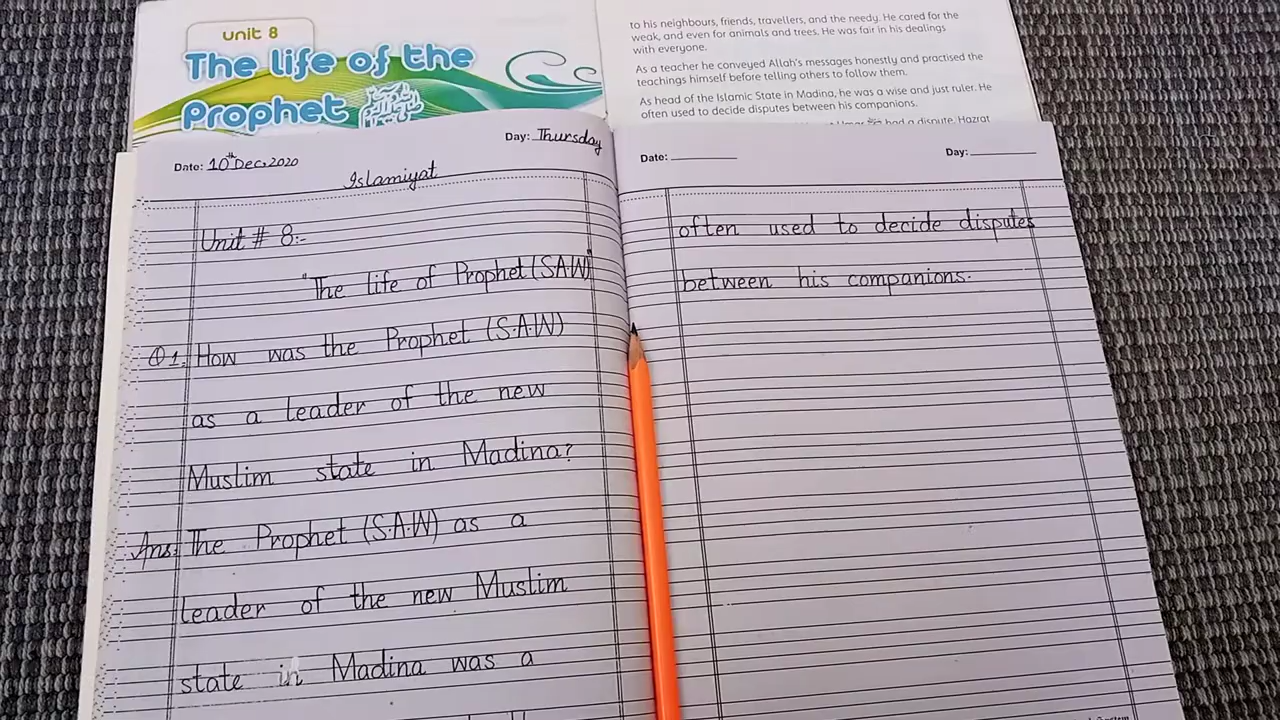 Unit 8
The life of the
Prophet
to his neighbours, friends, travellers, and the needy. He cared for the
weak, and even for animals and trees. He was fair in his dealings
with everyone.
As a teacher he conveyed Allah's messages honestly and practised the
teachings himself before telling others to follow them.
As head of the Islamic State in Madina, he was a wise and just ruler. He
often used to decide disputes between his companions.
had a dispute. Hazrat
Date: 10th Dec, 2020
Day: Thursday
Islamiyat
Unit # 8:-
"The life of Prophet (S.A.W)"
Q1. How was the Prophet (S.A.W)
as a leader of the new
Muslim state in Madina?
Ans: The Prophet (S.A.W) as a
leader of the new Muslim
state in Madina was a
Date:
Day:
often used to decide disputes
between his companions.